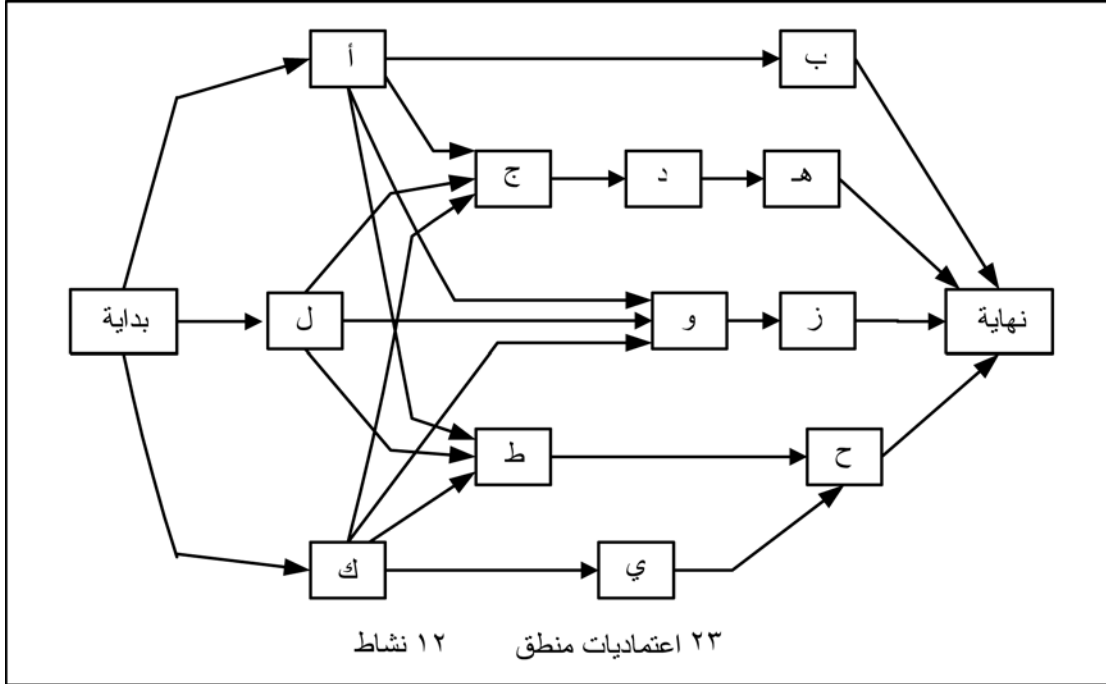 أ
ب
ج
د
هـ
بداية
ل
و
ز
نهاية
ط
ح
ك
ي
٢٣ اعتماديات منطق
١٢ نشاط